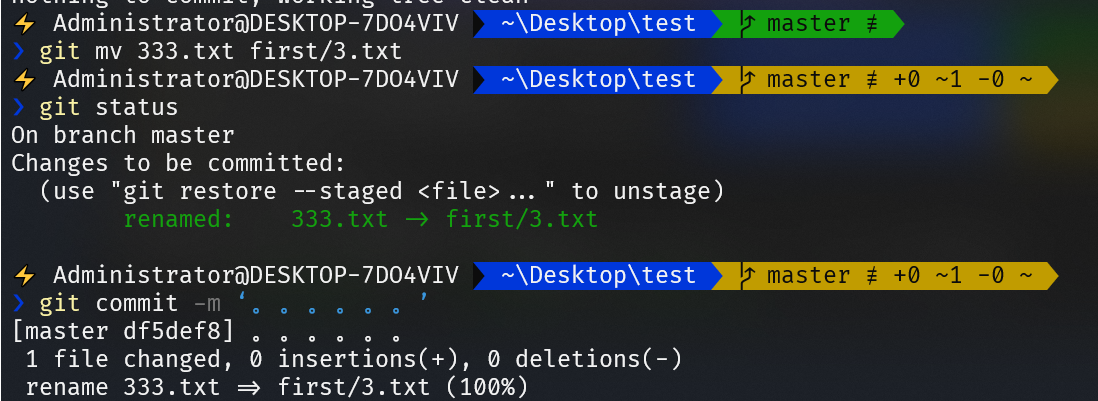 nothing to commit, working tree clean
⚡ Administrator@DESKTOP-7DO4VIV ~\Desktop\test master ≢
❯ git mv 333.txt first/3.txt
⚡ Administrator@DESKTOP-7DO4VIV ~\Desktop\test master ≢ +0 ~1 -0 ~
❯ git status
On branch master
Changes to be committed:
(use "git restore --staged <file>..." to unstage)
renamed: 333.txt -> first/3.txt
⚡ Administrator@DESKTOP-7DO4VIV ~\Desktop\test master ≢ +0 ~1 -0 ~
❯ git commit -m ‘。。。。。。’
[master df5def8] 。。。。。。
1 file changed, 0 insertions(+), 0 deletions(-)
rename 333.txt => first/3.txt (100%)